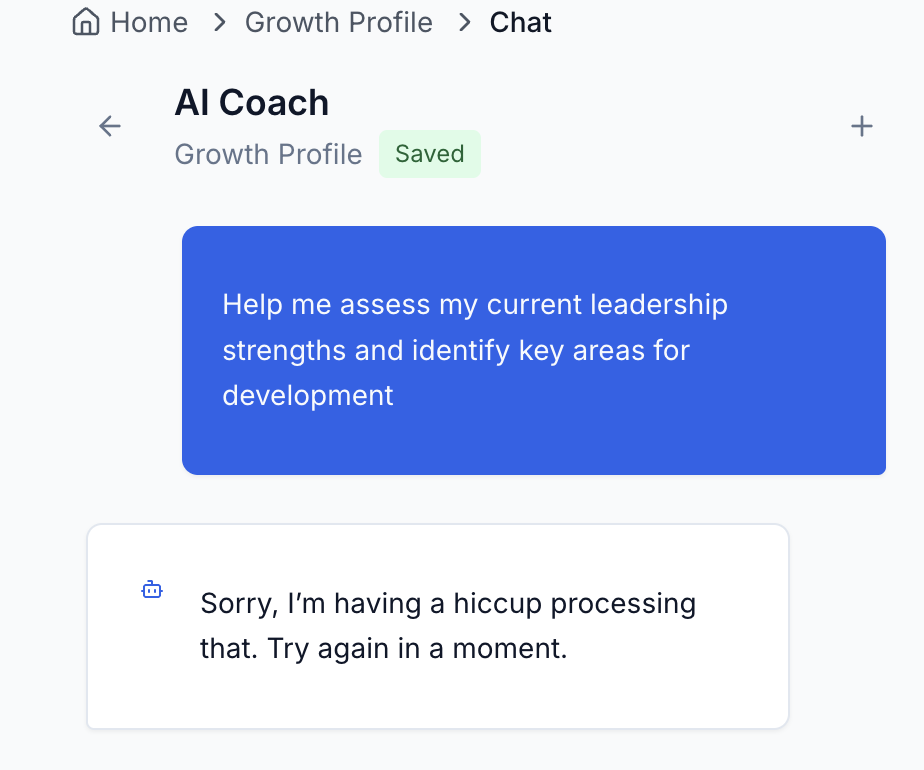 Home > Growth Profile > Chat
AI Coach
Growth Profile Saved
Help me assess my current leadership
strengths and identify key areas for
development
Sorry, I’m having a hiccup processing
that. Try again in a moment.